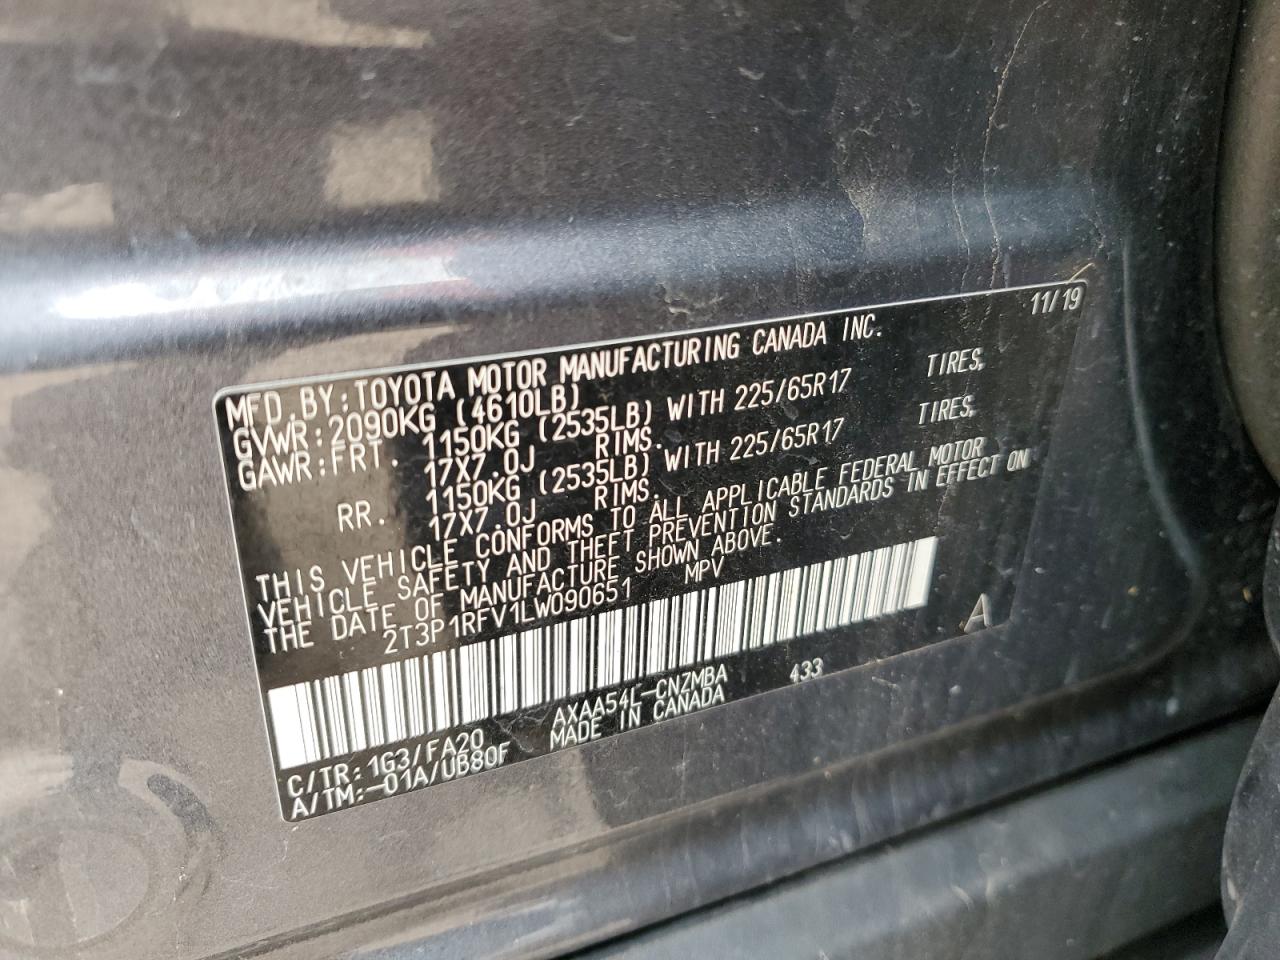 11/19
MFD.BY:TOYOTA MOTOR MANUFACTURING CANADA INC.
GVWR:2090KG (4610LB)
GAWR:FRT. 1150KG (2535LB) WITH 225/65R17 TIRES,
17X7.0J RIMS.
RR. 1150KG (2535LB) WITH 225/65R17 TIRES,
17X7.0J RIMS.
THIS VEHICLE CONFORMS TO ALL APPLICABLE FEDERAL MOTOR
VEHICLE SAFETY AND THEFT PREVENTION STANDARDS IN EFFECT ON
THE DATE OF MANUFACTURE SHOWN ABOVE.
2T3P1RFV1LW090651 MPV
A
C/TR:1G3/FA20 AXAA54L-CNZMBA 433
A/TM:-01A/UB80F MADE IN CANADA